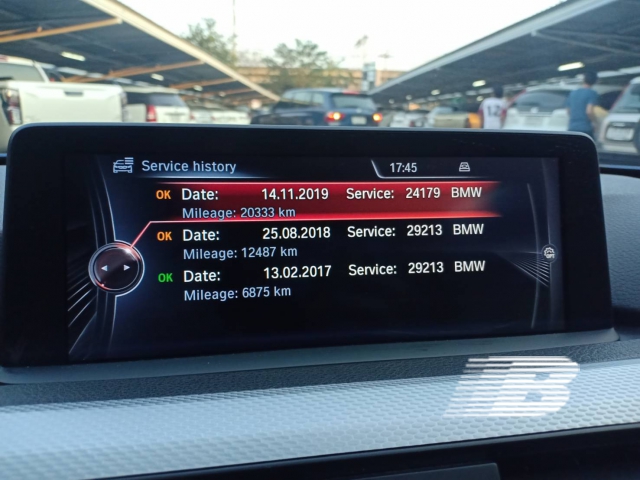 Service history
17:45
OK Date: 14.11.2019 Service: 24179 BMW
Mileage: 20333 km
OK Date: 25.08.2018 Service: 29213 BMW
Mileage: 12487 km
OK Date: 13.02.2017 Service: 29213 BMW
Mileage: 6875 km